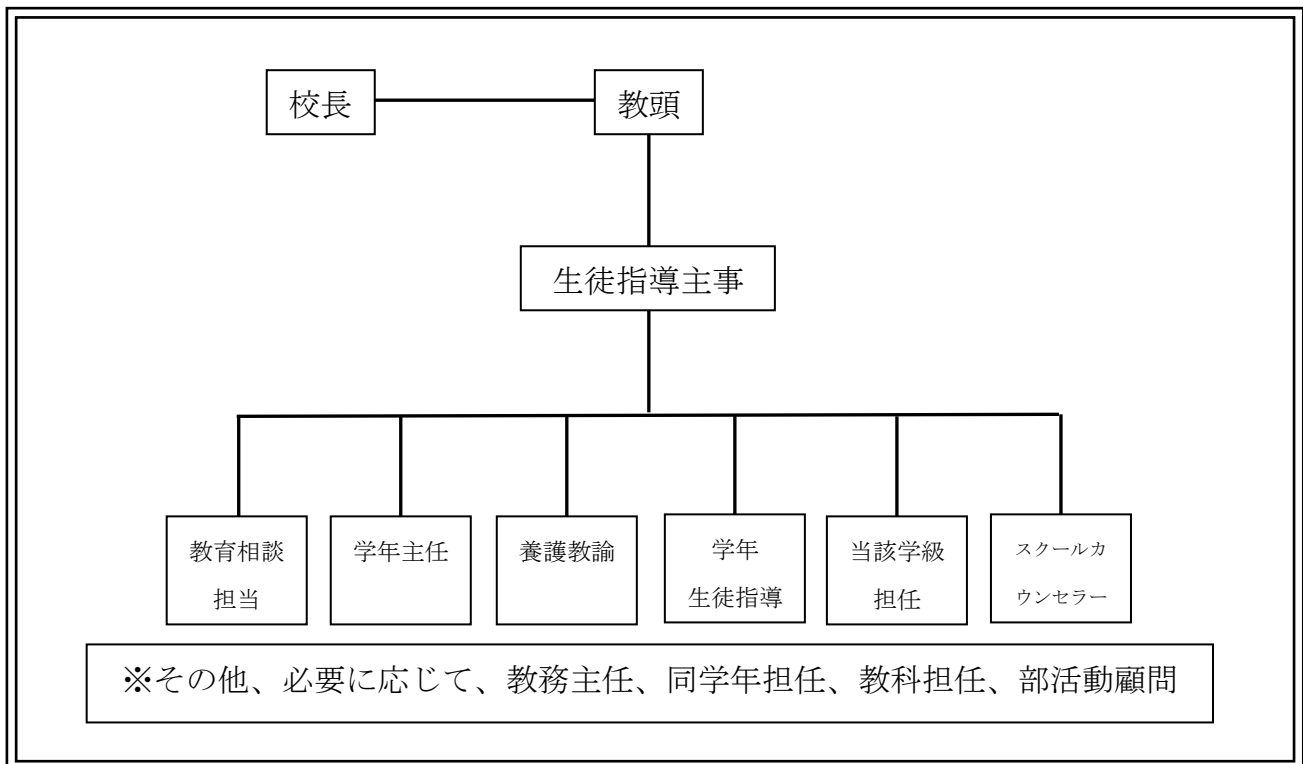 校長
教頭
生徒指導主事
教育相談
担当
学年主任
養護教諭
学年
生徒指導
当該学級
担任
スクールカ
ウンセラー
※その他、必要に応じて、教務主任、同学年担任、教科担任、部活動顧問